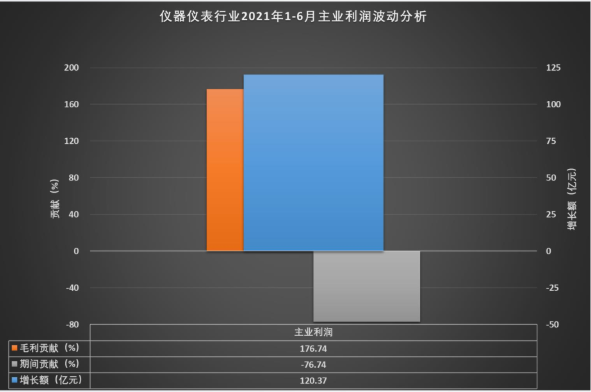 仪器仪表行业2021年1-6月主业利润波动分析
200
160
120
80
40
0
-40
-80
贡献（%）
125
100
75
50
25
0
-25
-50
增长额（亿元）
主业利润
毛利贡献（%） 176.74
期间贡献（%） -76.74
增长额（亿元） 120.37